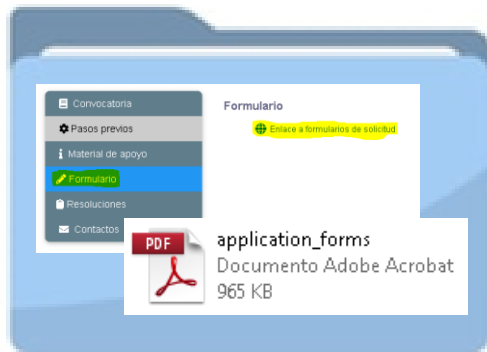 Convocatoria
Pasos previos
Material de apoyo
Formulario
Resoluciones
Contactos
Formulario
Enlace a formularios de solicitud
PDF
application_forms
Documento Adobe Acrobat
965 KB